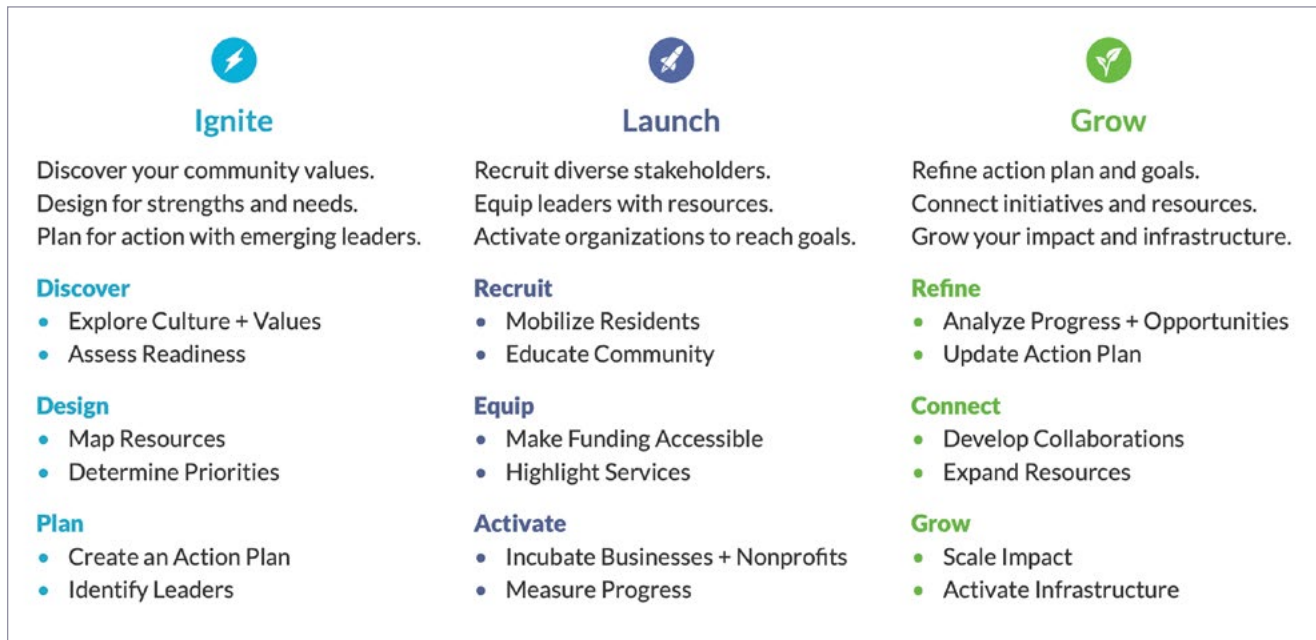 Ignite
Discover your community values.
Design for strengths and needs.
Plan for action with emerging leaders.
Discover
• Explore Culture + Values
• Assess Readiness
Design
• Map Resources
• Determine Priorities
Plan
• Create an Action Plan
• Identify Leaders
Launch
Recruit diverse stakeholders.
Equip leaders with resources.
Activate organizations to reach goals.
Recruit
• Mobilize Residents
• Educate Community
Equip
• Make Funding Accessible
• Highlight Services
Activate
• Incubate Businesses + Nonprofits
• Measure Progress
Grow
Refine action plan and goals.
Connect initiatives and resources.
Grow your impact and infrastructure.
Refine
• Analyze Progress + Opportunities
• Update Action Plan
Connect
• Develop Collaborations
• Expand Resources
Grow
• Scale Impact
• Activate Infrastructure